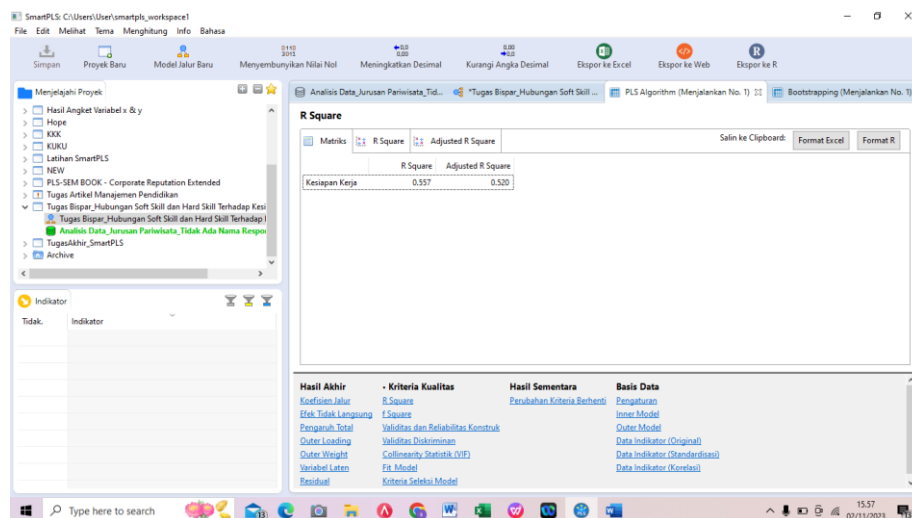 SmartPLS: C:\Users\User\smartpls_workspace1
File Edit Melihat Tema Menghitung Info Bahasa
Simpan Proyek Baru Model Jalur Baru Menyembunyikan Nilai Nol Meningkatkan Desimal Kurangi Angka Desimal Ekspor ke Excel Ekspor ke Web Ekspor ke R
Menjelajahi Proyek
Hasil Angket Variabel x & y
Hope
KKK
KUKU
Latihan SmartPLS
NEW
PLS-SEM BOOK - Corporate Reputation Extended
Tugas Artikel Manajemen Pendidikan
Tugas Bispar_Hubungan Soft Skill dan Hard Skill Terhadap Kesi
Tugas Bispar_Hubungan Soft Skill dan Hard Skill Terhadap
Analisis Data_Jurusan Pariwisata_Tidak Ada Nama Respon
TugasAkhir_SmartPLS
Archive
Indikator
Tidak. Indikator
Analisis Data_Jurusan Pariwisata_Tid... *Tugas Bispar_Hubungan Soft Skill ... PLS Algorithm (Menjalankan No. 1) Bootstrapping (Menjalankan No. 1)
R Square
Matriks R Square Adjusted R Square Salin ke Clipboard: Format Excel Format R
R Square Adjusted R Square
Kesiapan Kerja 0.557 0.520
Hasil Akhir
Koefisien Jalur
Efek Tidak Langsung
Pengaruh Total
Outer Loading
Outer Weight
Variabel Laten
Residual
- Kriteria Kualitas
R Square
f Square
Validitas dan Reliabilitas Konstruk
Validitas Diskriminan
Collinearity Statistik (VIF)
Fit Model
Kriteria Seleksi Model
Hasil Sementara
Perubahan Kriteria Berhenti
Basis Data
Pengaturan
Inner Model
Outer Model
Data Indikator (Original)
Data Indikator (Standardisasi)
Data Indikator (Korelasi)
Type here to search
15.57
02/11/2023